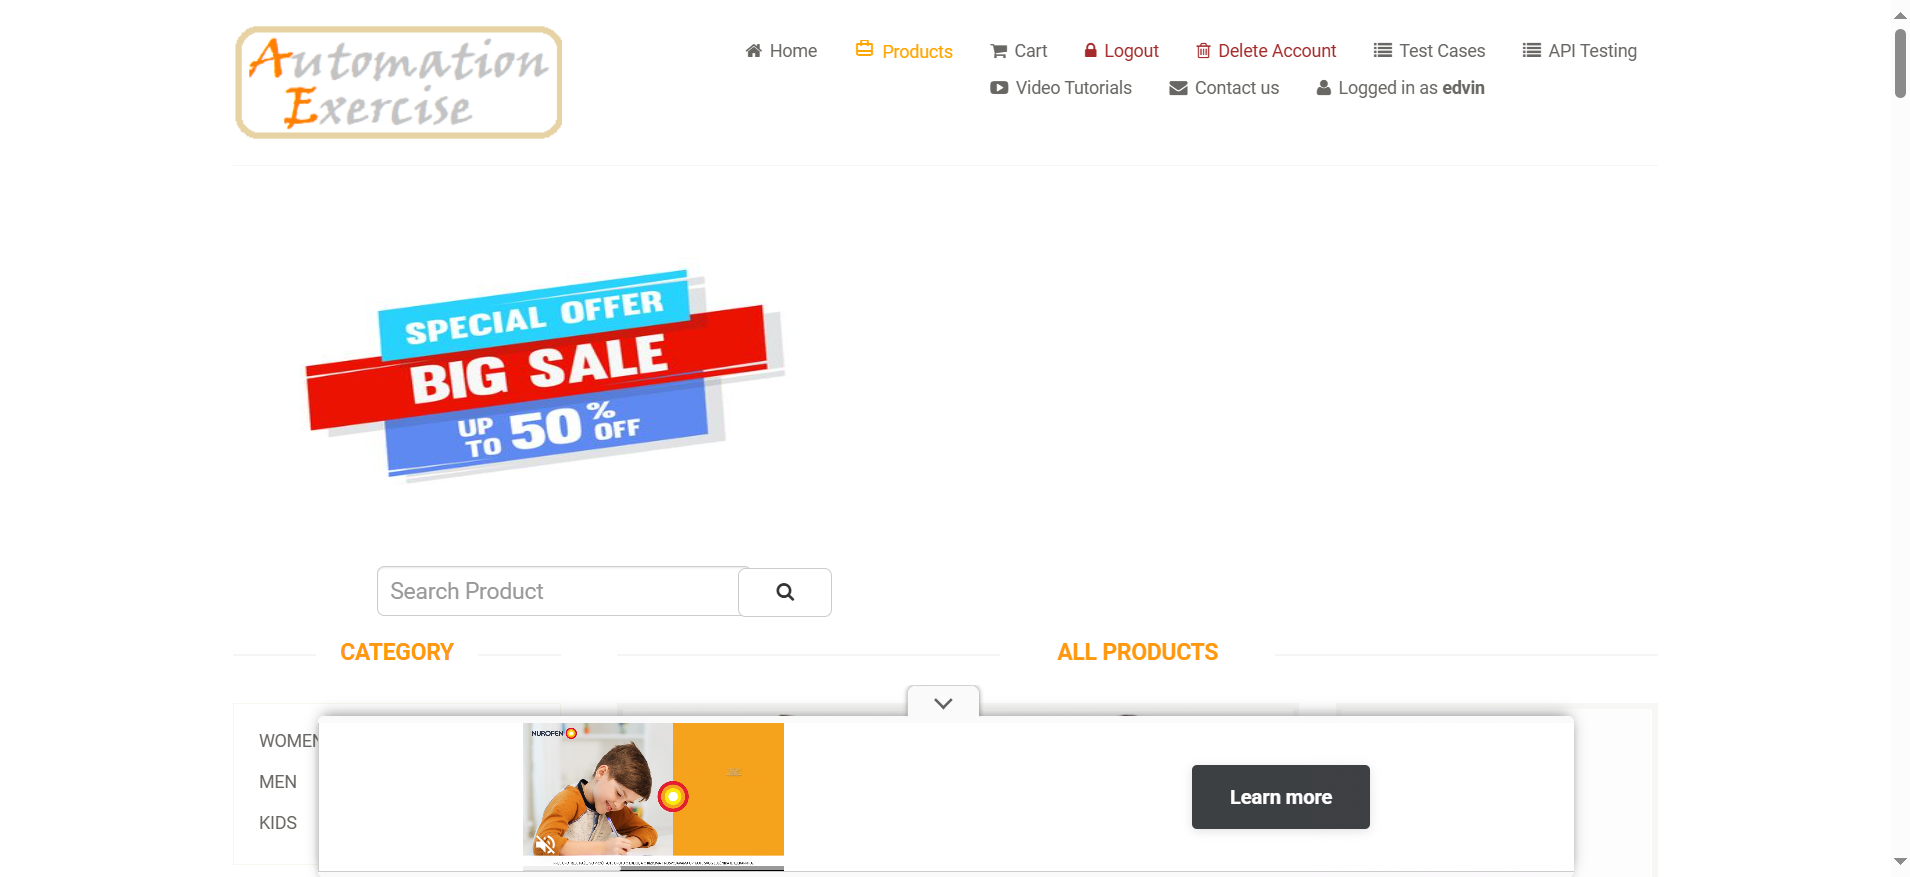 Automation
Exercise
Home
Products
Cart
Logout
Delete Account
Test Cases
API Testing
Video Tutorials
Contact us
Logged in as edvin
SPECIAL OFFER
BIG SALE
UP TO 50% OFF
Search Product
CATEGORY
ALL PRODUCTS
WOMEN
MEN
KIDS
NUROFEN
Learn more